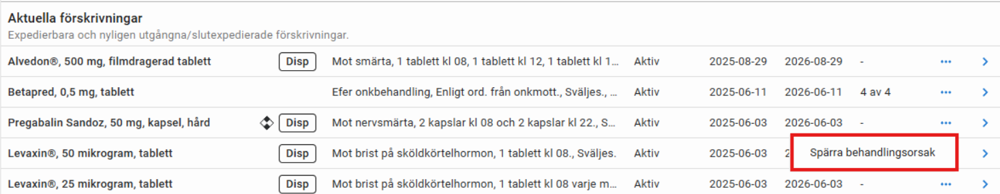 Aktuella förskrivningar
Expedierbara och nyligen utgångna/slutexpedierade förskrivningar.
Alvedon®, 500 mg, filmdragerad tablett Disp Mot smärta, 1 tablett kl 08, 1 tablett kl 12, 1 tablett kl 1... Aktiv 2025-08-29 2026-08-29 - ...
Betapred, 0,5 mg, tablett Efer onkbehandling, Enligt ord. från onkmott., Sväljes., ... Aktiv 2025-06-11 2026-06-11 4 av 4 ...
Pregabalin Sandoz, 50 mg, kapsel, hård Disp Mot nervsmärta, 2 kapslar kl 08 och 2 kapslar kl 22., S... Aktiv 2025-06-03 2026-06-03 - ...
Levaxin®, 50 mikrogram, tablett Disp Mot brist på sköldkörtelhormon, 1 tablett kl 08., Sväljes. Aktiv 2025-06-03 2 Spärra behandlingsorsak
Levaxin®, 25 mikrogram, tablett Disp Mot brist på sköldkörtelhormon, 1 tablett kl 08 varje m... Aktiv 2025-06-03 2026-06-03 - ...